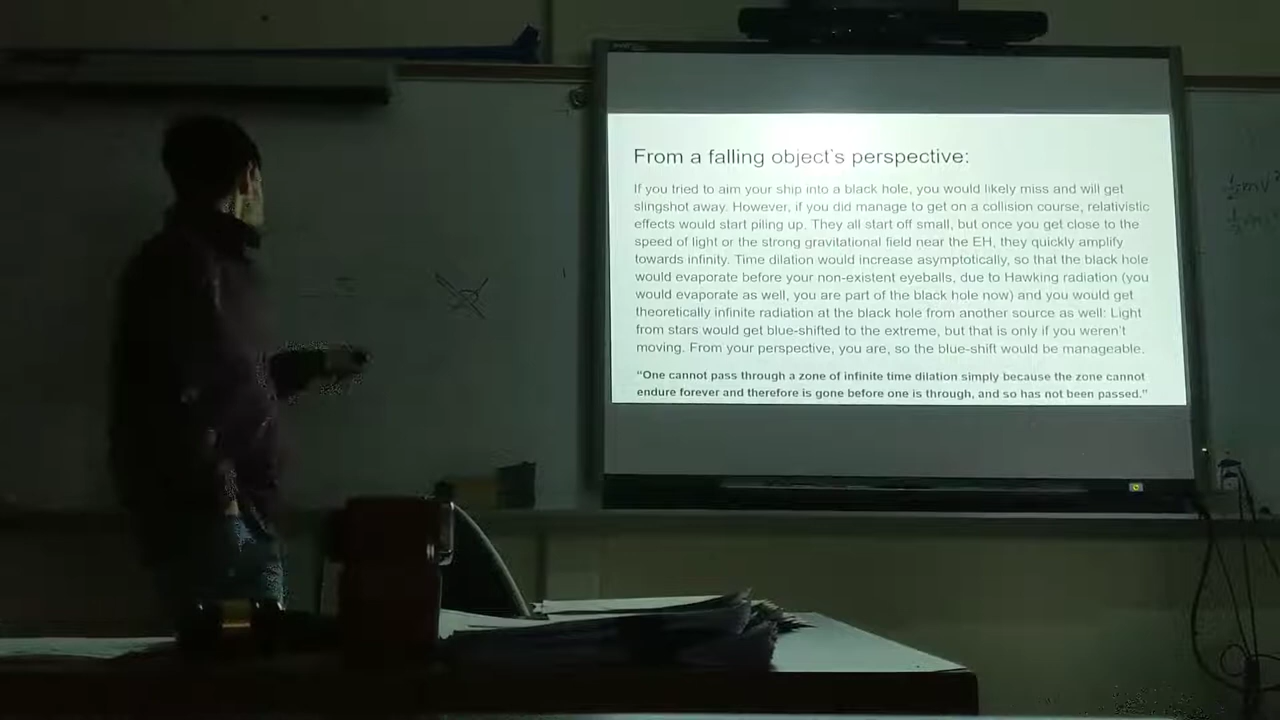 From a falling object's perspective:
If you tried to aim your ship into a black hole, you would likely miss and will get
slingshot away. However, if you did manage to get on a collision course, relativistic
effects would start piling up. They all start off small, but once you get close to the
speed of light or the strong gravitational field near the EH, they quickly amplify
towards infinity. Time dilation would increase asymptotically, so that the black hole
would evaporate before your non-existent eyeballs, due to Hawking radiation (you
would evaporate as well, you are part of the black hole now) and you would get
theoretically infinite radiation at the black hole from another source as well: Light
from stars would get blue-shifted to the extreme, but that is only if you weren't
moving. From your perspective, you are, so the blue-shift would be manageable.
“One cannot pass through a zone of infinite time dilation simply because the zone cannot
endure forever and therefore is gone before one is through, and so has not been passed.”